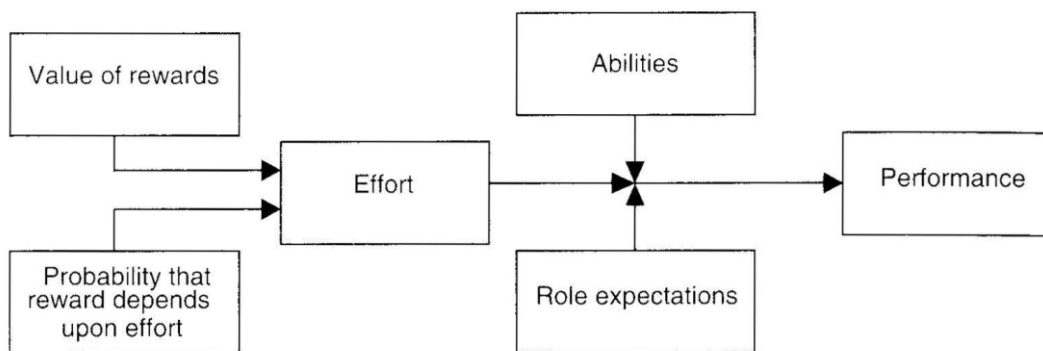 Value of rewards
Abilities
Effort
Performance
Probability that
reward depends
upon effort
Role expectations